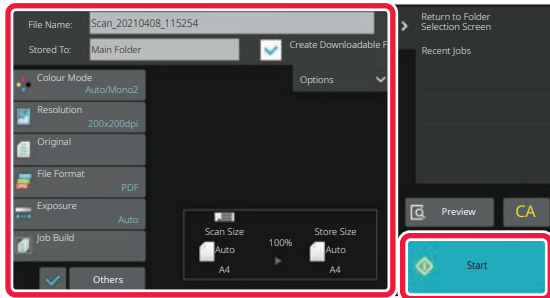 File Name:
Scan_20210408_115254
Stored To:
Main Folder
Create Downloadable F
Options
Colour Mode
Auto/Mono2
Resolution
200x200dpi
Original
File Format
PDF
Exposure
Auto
Job Build
Others
Scan Size
Auto
A4
100%
Store Size
Auto
A4
Return to Folder
Selection Screen
Recent Jobs
Preview
CA
Start